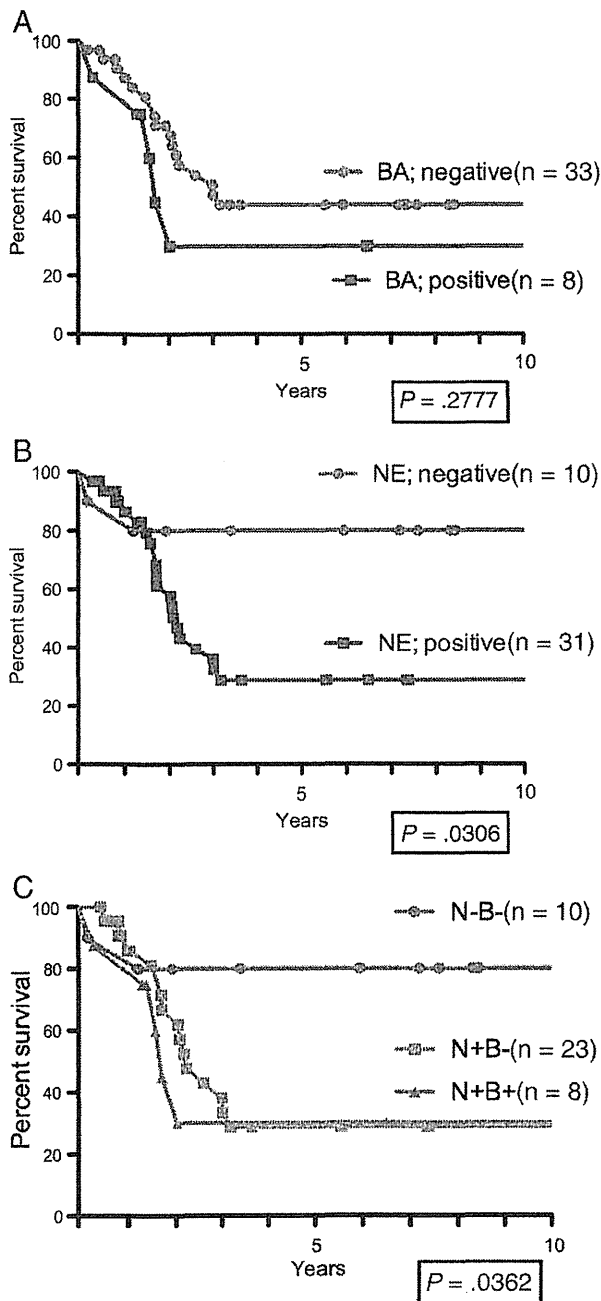 A
100
80
60
40
20
0
Percent survival
BA; negative(n = 33)
BA; positive(n = 8)
5
10
Years
P = .2777
B
100
80
60
40
20
0
Percent survival
NE; negative(n = 10)
NE; positive(n = 31)
5
10
Years
P = .0306
C
100
80
60
40
20
0
Percent survival
N-B-(n = 10)
N+B-(n = 23)
N+B+(n = 8)
5
10
Years
P = .0362